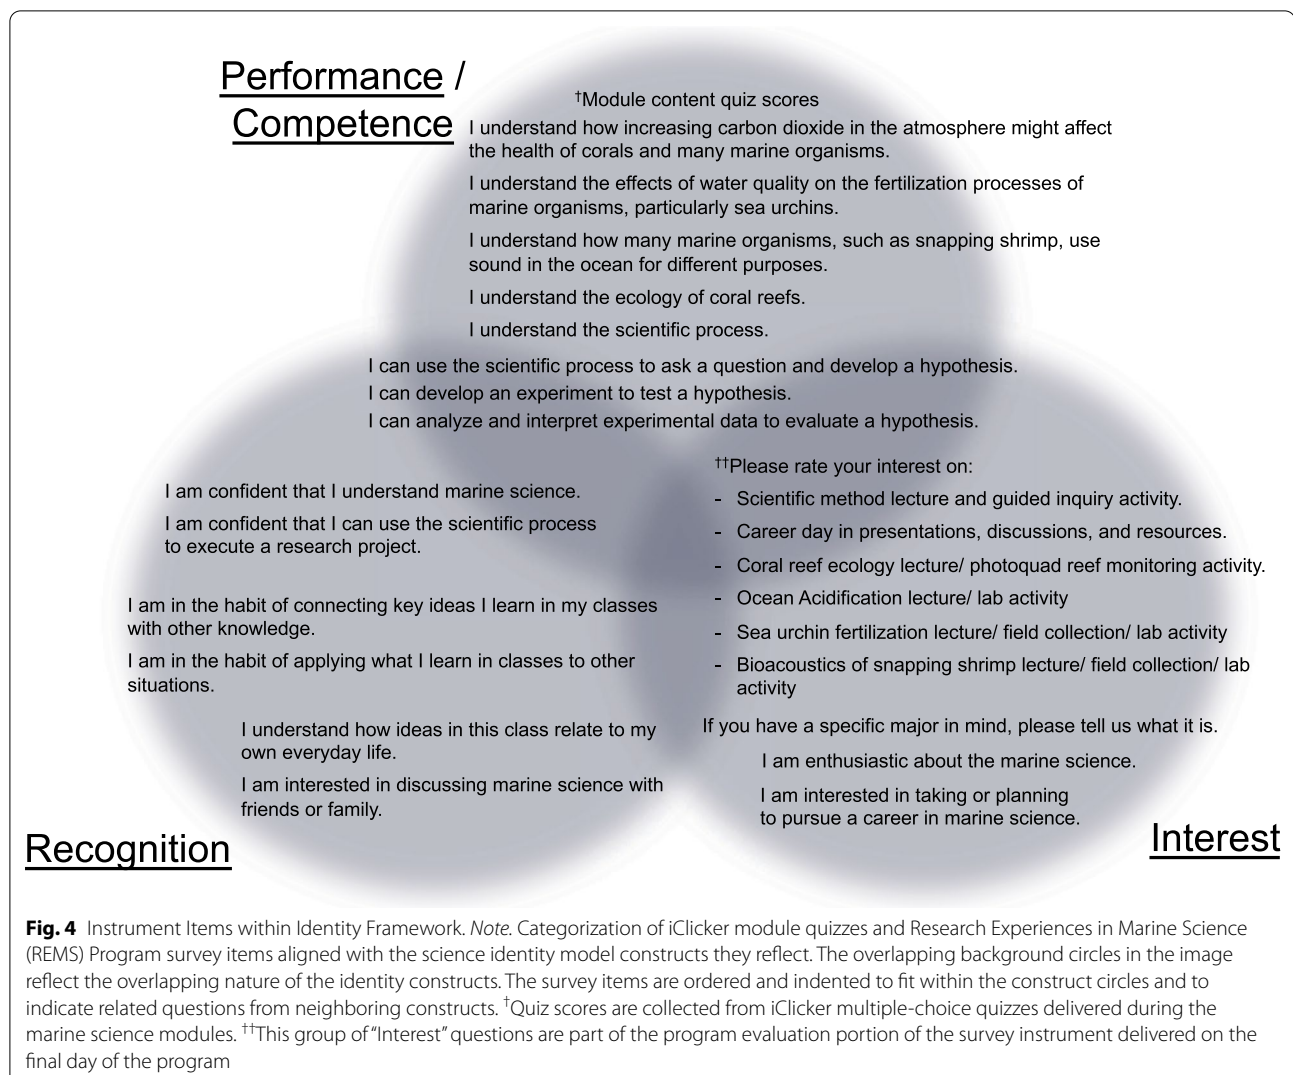 Performance /
Competence
†Module content quiz scores
I understand how increasing carbon dioxide in the atmosphere might affect
the health of corals and many marine organisms.
I understand the effects of water quality on the fertilization processes of
marine organisms, particularly sea urchins.
I understand how many marine organisms, such as snapping shrimp, use
sound in the ocean for different purposes.
I understand the ecology of coral reefs.
I understand the scientific process.
I can use the scientific process to ask a question and develop a hypothesis.
I can develop an experiment to test a hypothesis.
I can analyze and interpret experimental data to evaluate a hypothesis.
I am confident that I understand marine science.
I am confident that I can use the scientific process
to execute a research project.
I am in the habit of connecting key ideas I learn in my classes
with other knowledge.
I am in the habit of applying what I learn in classes to other
situations.
I understand how ideas in this class relate to my
own everyday life.
I am interested in discussing marine science with
friends or family.
Recognition
††Please rate your interest on:
- Scientific method lecture and guided inquiry activity.
- Career day in presentations, discussions, and resources.
- Coral reef ecology lecture/ photoquad reef monitoring activity.
- Ocean Acidification lecture/ lab activity
- Sea urchin fertilization lecture/ field collection/ lab activity
- Bioacoustics of snapping shrimp lecture/ field collection/ lab
activity
If you have a specific major in mind, please tell us what it is.
I am enthusiastic about the marine science.
I am interested in taking or planning
to pursue a career in marine science.
Interest
Fig. 4 Instrument Items within Identity Framework. Note. Categorization of iClicker module quizzes and Research Experiences in Marine Science
(REMS) Program survey items aligned with the science identity model constructs they reflect. The overlapping background circles in the image
reflect the overlapping nature of the identity constructs. The survey items are ordered and indented to fit within the construct circles and to
indicate related questions from neighboring constructs. †Quiz scores are collected from iClicker multiple-choice quizzes delivered during the
marine science modules. ††This group of “Interest” questions are part of the program evaluation portion of the survey instrument delivered on the
final day of the program